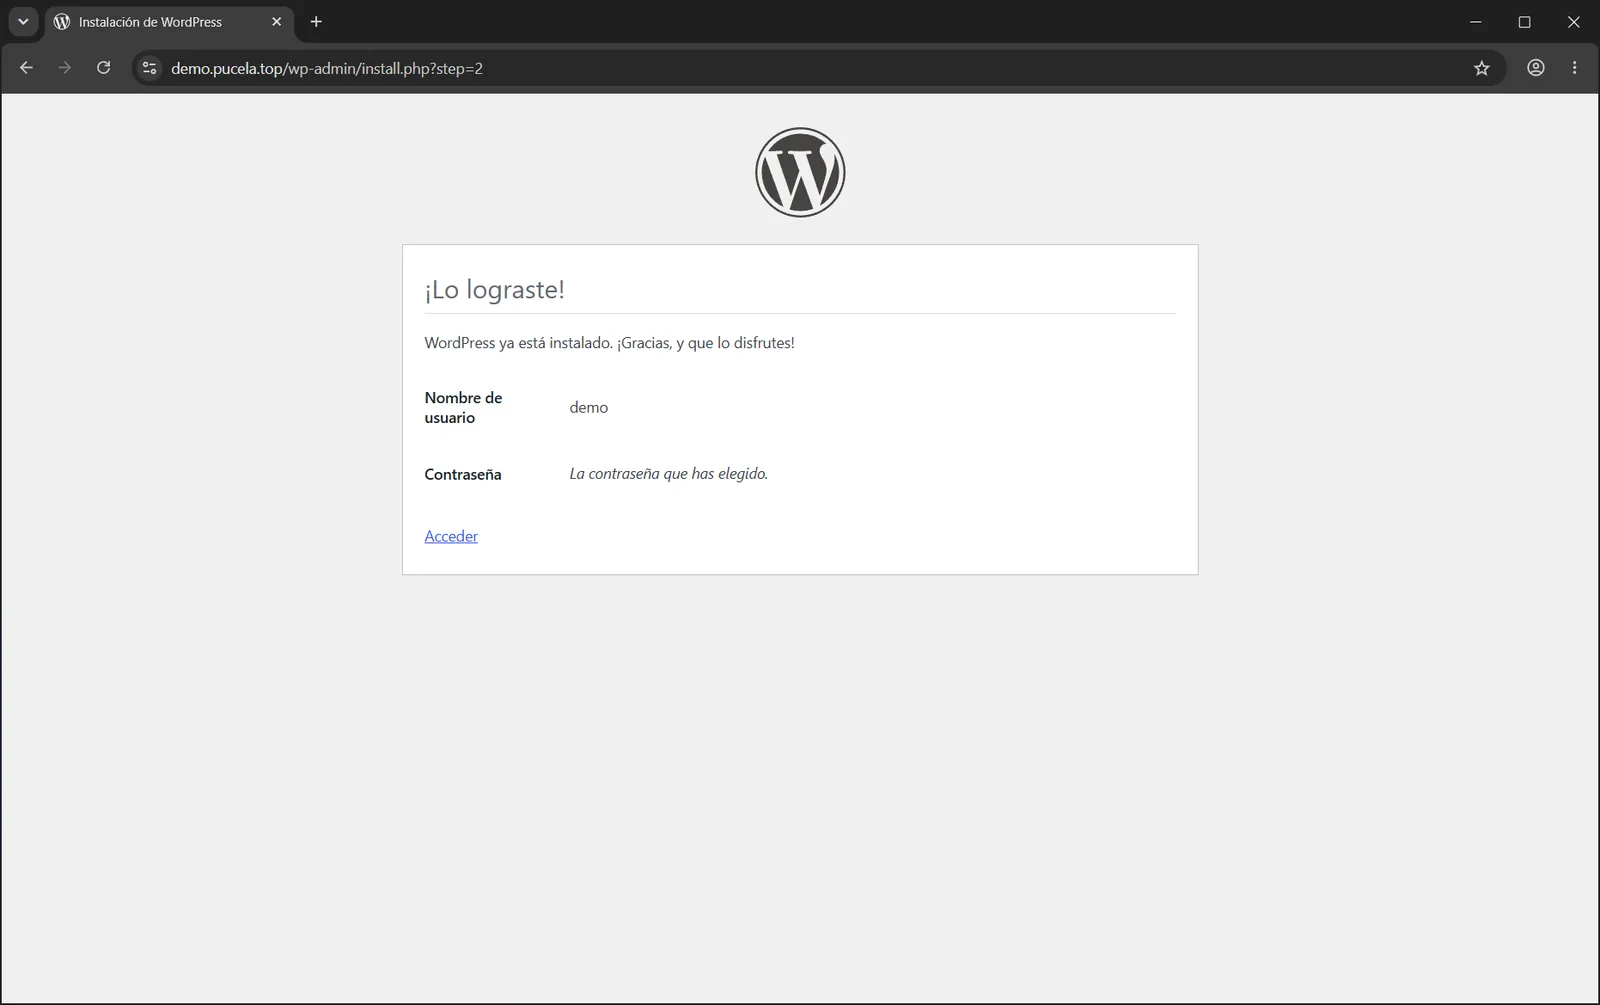 Instalación de WordPress
demo.pucela.top/wp-admin/install.php?step=2
¡Lo lograste!
WordPress ya está instalado. ¡Gracias, y que lo disfrutes!
Nombre de
usuario
demo
Contraseña
La contraseña que has elegido.
Acceder